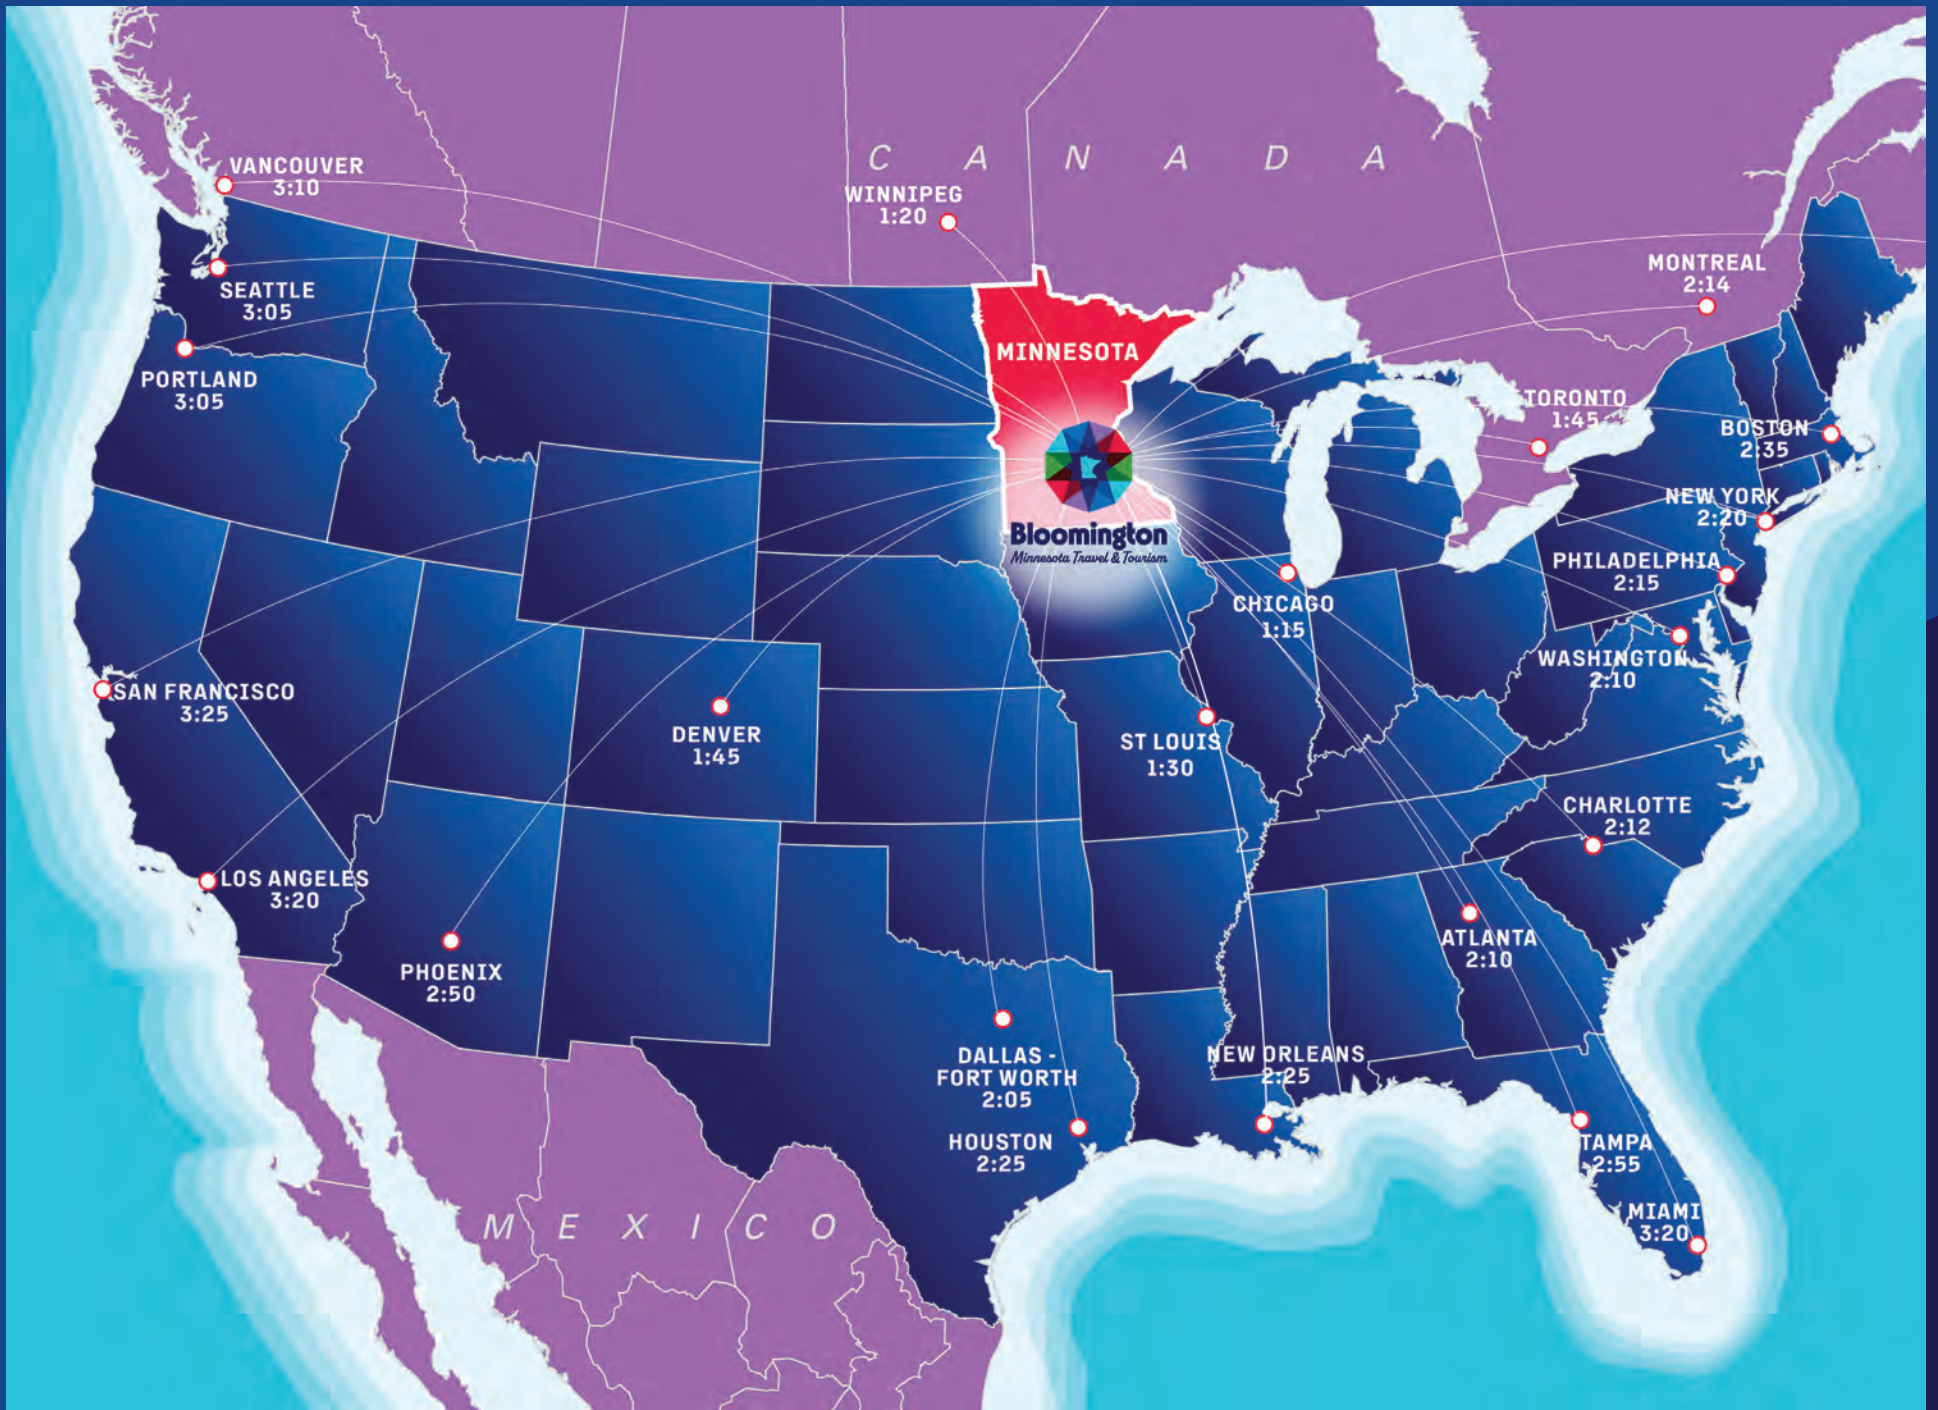 CANADA
VANCOUVER
3:10
WINNIPEG
1:20
SEATTLE
3:05
MONTREAL
2:14
MINNESOTA
PORTLAND
3:05
TORONTO
1:45
BOSTON
2:35
NEW YORK
2:20
Bloomington
Minnesota Travel & Tourism
PHILADELPHIA
2:15
CHICAGO
1:15
WASHINGTON
2:10
SAN FRANCISCO
3:25
DENVER
1:45
ST LOUIS
1:30
CHARLOTTE
2:12
LOS ANGELES
3:20
ATLANTA
2:10
PHOENIX
2:50
DALLAS -
FORT WORTH
2:05
NEW ORLEANS
2:25
HOUSTON
2:25
TAMPA
2:55
MIAMI
3:20
MEXICO